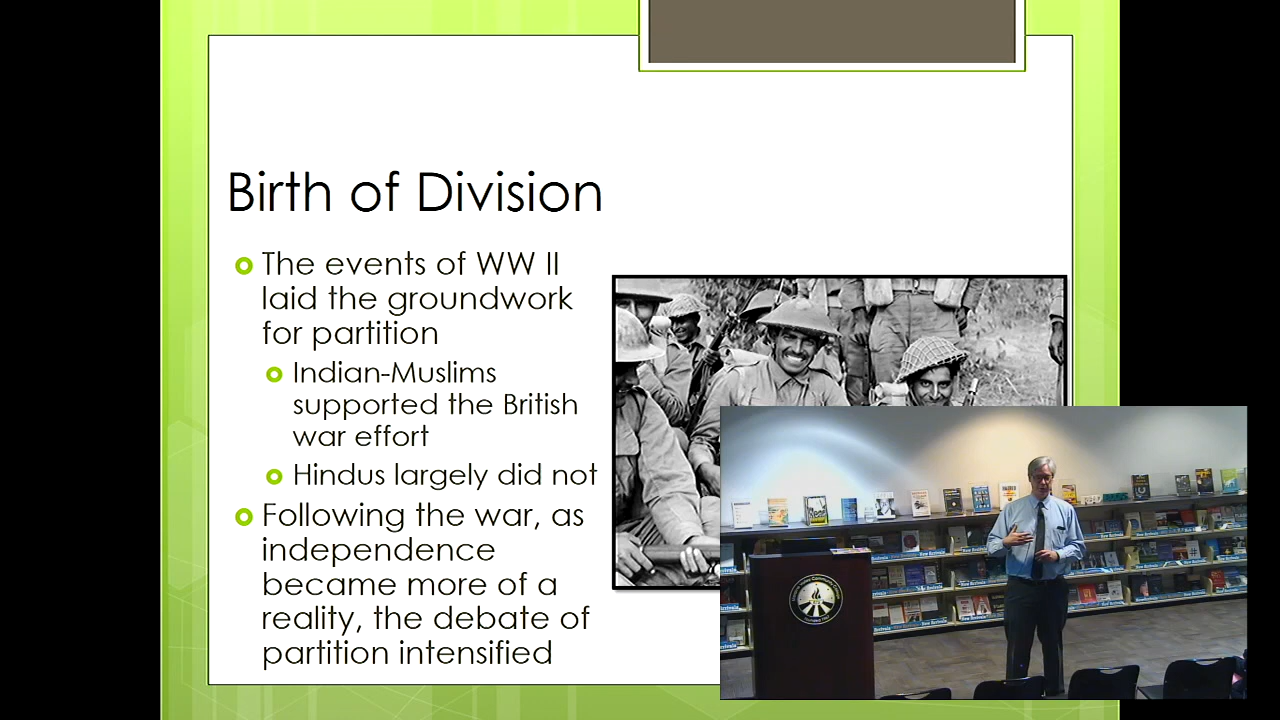 Birth of Division
The events of WW II
laid the groundwork
for partition
Indian-Muslims
supported the British
war effort
Hindus largely did not
Following the war, as
independence
became more of a
reality, the debate of
partition intensified